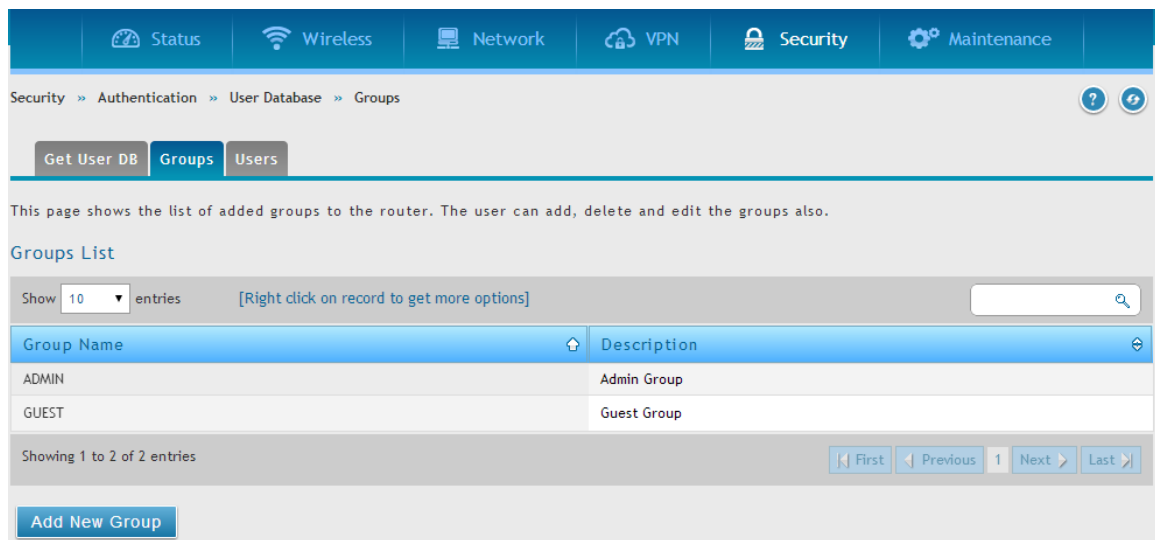 Status Wireless Network VPN Security Maintenance
Security » Authentication » User Database » Groups ?
Get User DB Groups Users
This page shows the list of added groups to the router. The user can add, delete and edit the groups also.
Groups List
Show 10 entries [Right click on record to get more options]
Group Name Description
ADMIN Admin Group
GUEST Guest Group
Showing 1 to 2 of 2 entries First Previous 1 Next Last
Add New Group